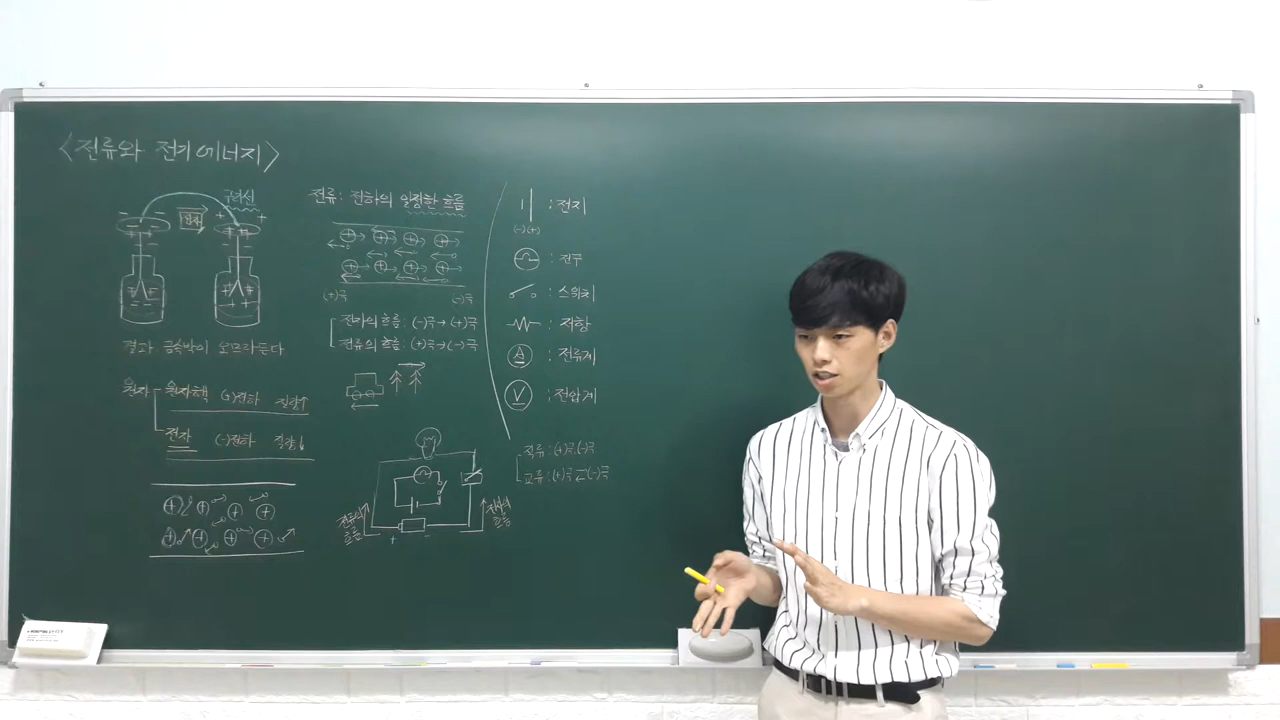 <전류와 전기에너지>
구리선
전자
결과 금속박이 오므라든다
원자 원자핵 (+)전하 질량↑
전자 (-)전하 질량↓
전류: 전하의 일정한 흐름
(+)극 (-)극
전자의 흐름: (-)극→(+)극
전류의 흐름: (+)극→(-)극
전류의 흐름
+ -
전자의 흐름
: 전지
(-)(+)
: 전구
: 스위치
: 저항
A : 전류계
V : 전압계
직류: (+)극 (-)극
교류: (+)극⇄(-)극